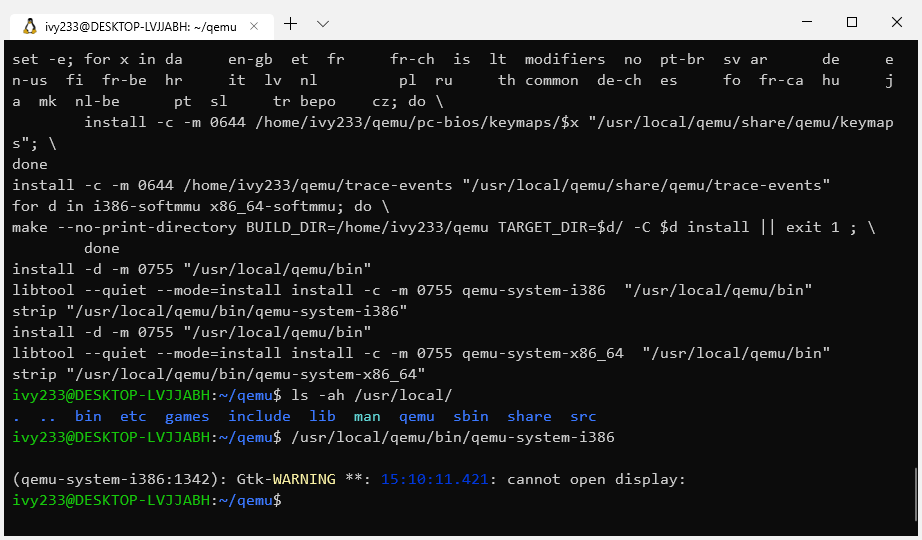 ivy233@DESKTOP-LVJJABH: ~/qemu
set -e; for x in da     en-gb  et  fr     fr-ch  is  lt  modifiers  no  pt-br  sv ar      de     e
n-us  fi  fr-be  hr     it  lv  nl         pl  ru     th common  de-ch  es     fo  fr-ca  hu     j
a  mk  nl-be      pt  sl     tr bepo    cz; do \
        install -c -m 0644 /home/ivy233/qemu/pc-bios/keymaps/$x "/usr/local/qemu/share/qemu/keymap
s"; \
done
install -c -m 0644 /home/ivy233/qemu/trace-events "/usr/local/qemu/share/qemu/trace-events"
for d in i386-softmmu x86_64-softmmu; do \
make --no-print-directory BUILD_DIR=/home/ivy233/qemu TARGET_DIR=$d/ -C $d install || exit 1 ; \
        done
install -d -m 0755 "/usr/local/qemu/bin"
libtool --quiet --mode=install install -c -m 0755 qemu-system-i386  "/usr/local/qemu/bin"
strip "/usr/local/qemu/bin/qemu-system-i386"
install -d -m 0755 "/usr/local/qemu/bin"
libtool --quiet --mode=install install -c -m 0755 qemu-system-x86_64  "/usr/local/qemu/bin"
strip "/usr/local/qemu/bin/qemu-system-x86_64"
ivy233@DESKTOP-LVJJABH:~/qemu$ ls -ah /usr/local/
.  ..  bin  etc  games  include  lib  man  qemu  sbin  share  src
ivy233@DESKTOP-LVJJABH:~/qemu$ /usr/local/qemu/bin/qemu-system-i386
(qemu-system-i386:1342): Gtk-WARNING **: 15:10:11.421: cannot open display:
ivy233@DESKTOP-LVJJABH:~/qemu$